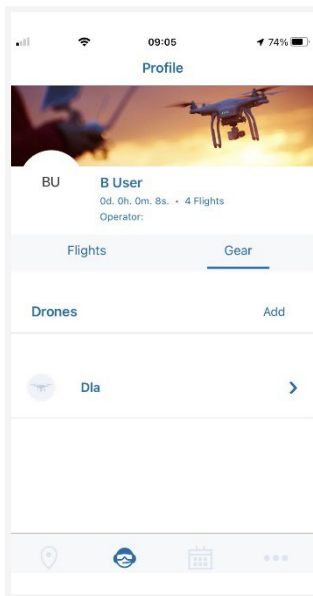 09:05
74%
Profile
BU
B User
0d. 0h. 0m. 8s. • 4 Flights
Operator:
Flights
Gear
Drones
Add
Dla